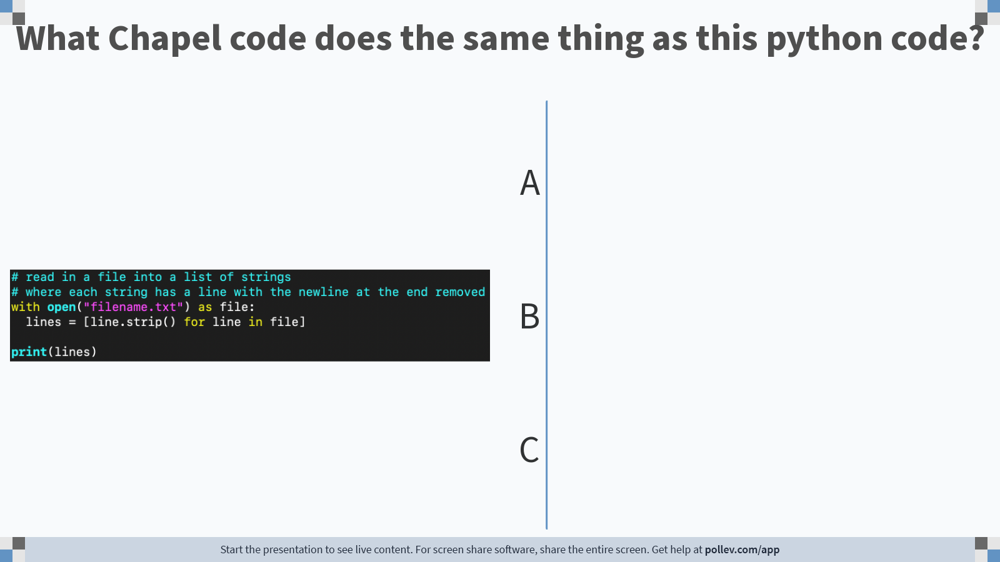 What Chapel code does the same thing as this python code?
# read in a file into a list of strings
# where each string has a line with the newline at the end removed
with open("filename.txt") as file:
  lines = [line.strip() for line in file]

print(lines)
A
B
C
Start the presentation to see live content. For screen share software, share the entire screen. Get help at pollev.com/app